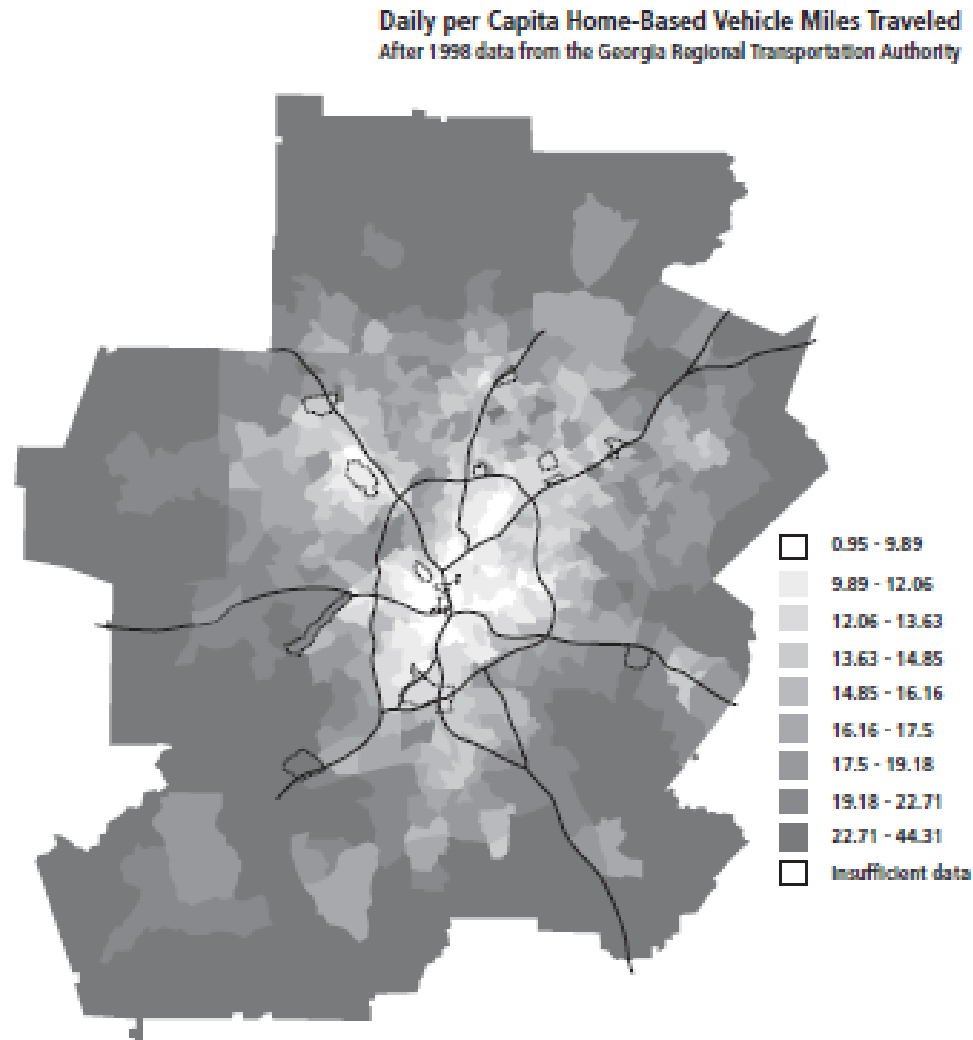 Daily per Capita Home-Based Vehicle Miles Traveled
After 1998 data from the Georgia Regional Transportation Authority
0.95 - 9.89
9.89 - 12.06
12.06 - 13.63
13.63 - 14.85
14.85 - 16.16
16.16 - 17.5
17.5 - 19.18
19.18 - 22.71
22.71 - 44.31
Insufficient data